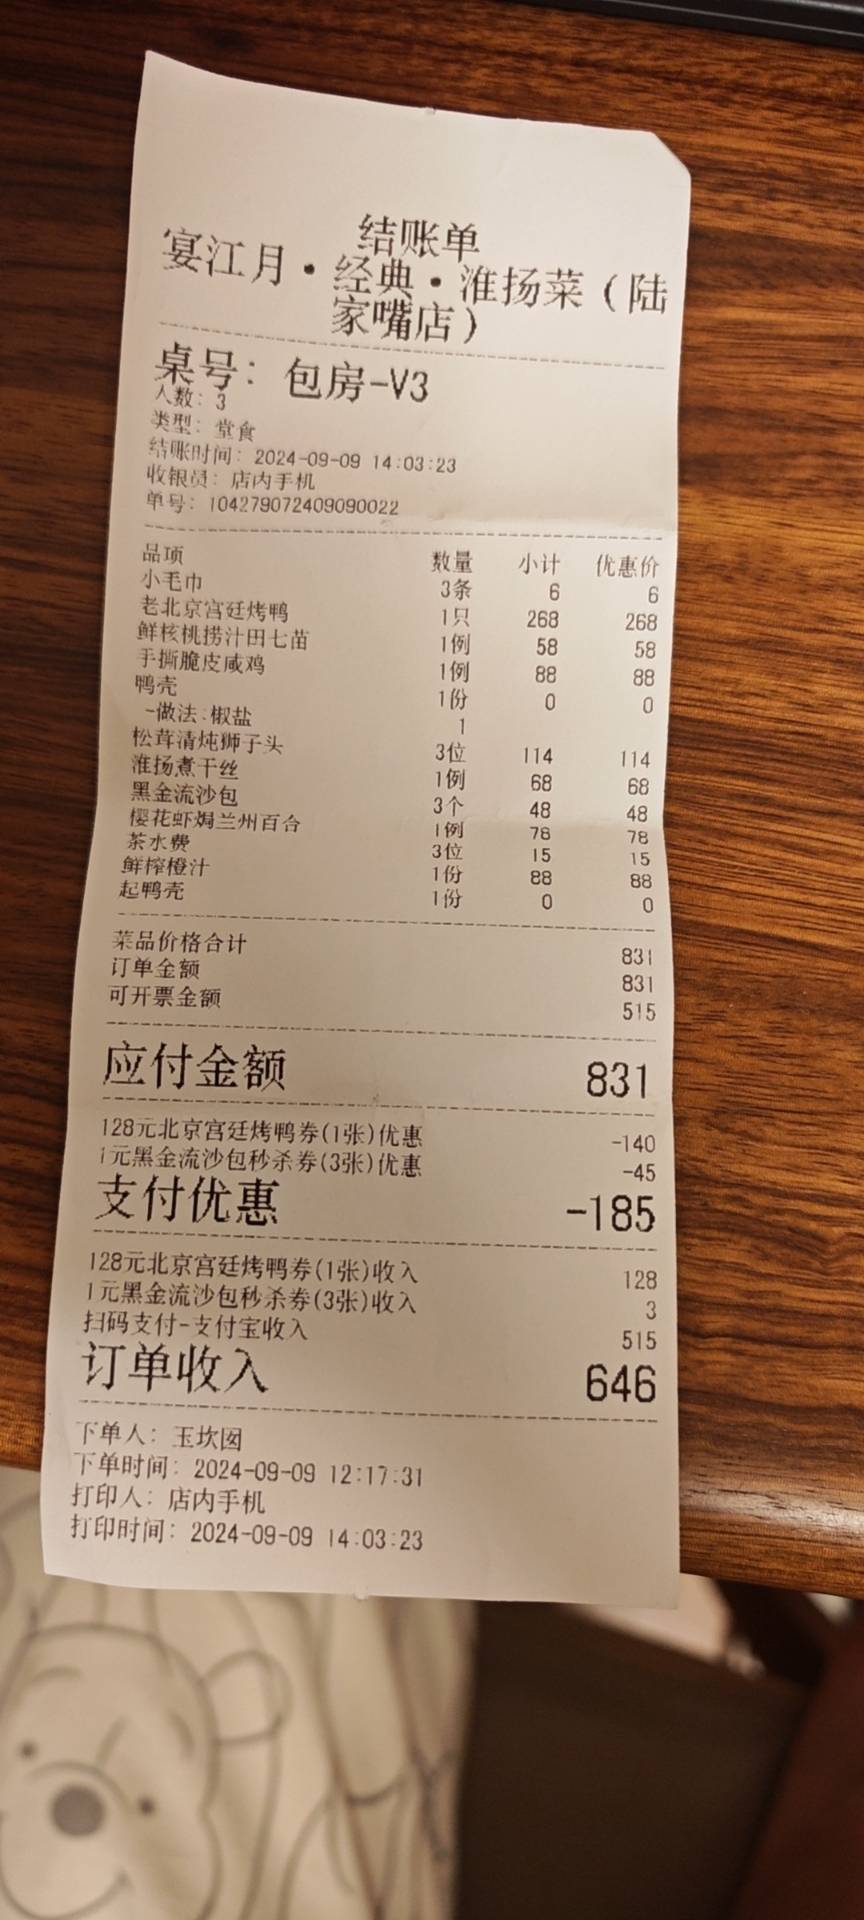 结账单
宴江月·经典·淮扬菜（陆
家嘴店）
桌号：包房-V3
人数：3
类型：堂食
结账时间：2024-09-09 14:03:23
收银员：店内手机
单号：104279072409090022
品项 数量 小计 优惠价
小毛巾 3条 6 6
老北京宫廷烤鸭 1只 268 268
鲜核桃捞汁田七苗 1例 58 58
手撕脆皮咸鸡 1例 88 88
鸭壳 1份 0 0
-做法:椒盐 1
松茸清炖狮子头 3位 114 114
淮扬煮干丝 1例 68 68
黑金流沙包 3个 48 48
樱花虾焗兰州百合 1例 78 78
茶水费 3位 15 15
鲜榨橙汁 1份 88 88
起鸭壳 1份 0 0
菜品价格合计 831
订单金额 831
可开票金额 515
应付金额 831
128元北京宫廷烤鸭券(1张)优惠 -140
1元黑金流沙包秒杀券(3张)优惠 -45
支付优惠 -185
128元北京宫廷烤鸭券(1张)收入 128
1元黑金流沙包秒杀券(3张)收入 3
扫码支付-支付宝收入 515
订单收入 646
下单人：玉坎囡
下单时间：2024-09-09 12:17:31
打印人：店内手机
打印时间：2024-09-09 14:03:23